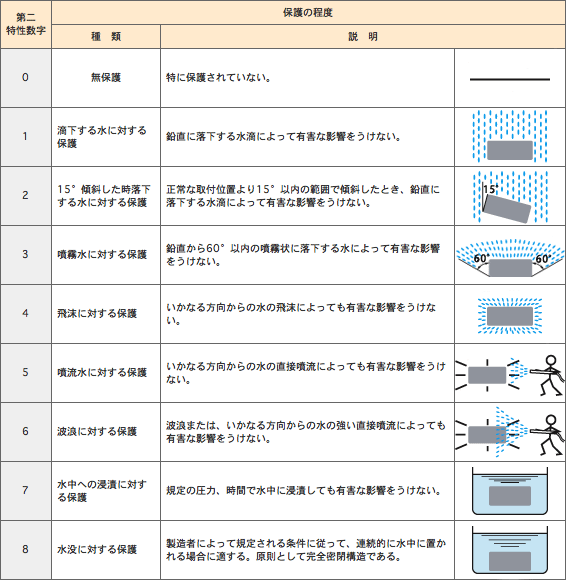 第二
特性数字
保護の程度
種　類
説　明
0
無保護
特に保護されていない。
1
滴下する水に対する
保護
鉛直に落下する水滴によって有害な影響をうけない。
2
15°傾斜した時落下
する水に対する保護
正常な取付位置より15°以内の範囲で傾斜したとき、鉛直に
落下する水滴によって有害な影響をうけない。
15°
3
噴霧水に対する保護
鉛直から60°以内の噴霧状に落下する水によって有害な影響
をうけない。
60°
60°
4
飛沫に対する保護
いかなる方向からの水の飛沫によっても有害な影響をうけな
い。
5
噴流水に対する保護
いかなる方向からの水の直接噴流によっても有害な影響をうけ
ない。
6
波浪に対する保護
波浪または、いかなる方向からの水の強い直接噴流によっても
有害な影響をうけない。
7
水中への浸漬に対す
る保護
規定の圧力、時間で水中に浸漬しても有害な影響をうけない。
8
水没に対する保護
製造者によって規定される条件に従って、連続的に水中に置か
れる場合に適する。原則として完全密閉構造である。